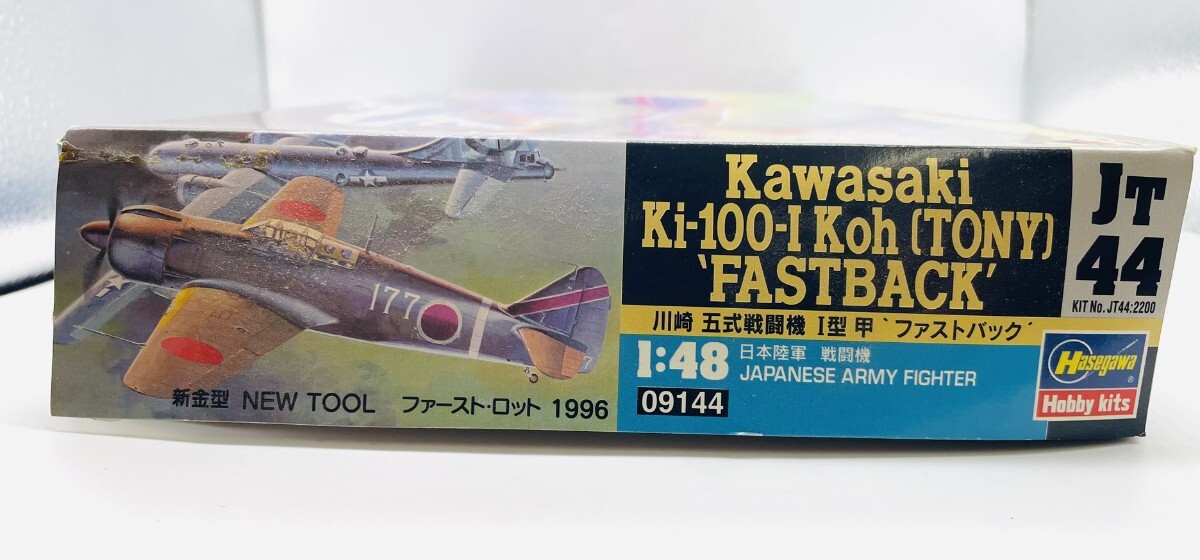 177
7
新金型 NEW TOOL ファースト・ロット 1996
Kawasaki
Ki-100-I Koh (TONY)
'FASTBACK'
川崎 五式戦闘機 I型 甲 'ファストバック'
1:48
日本陸軍 戦闘機
JAPANESE ARMY FIGHTER
09144
JT
44
KIT No. JT44:2200
Hasegawa®
Hobby kits